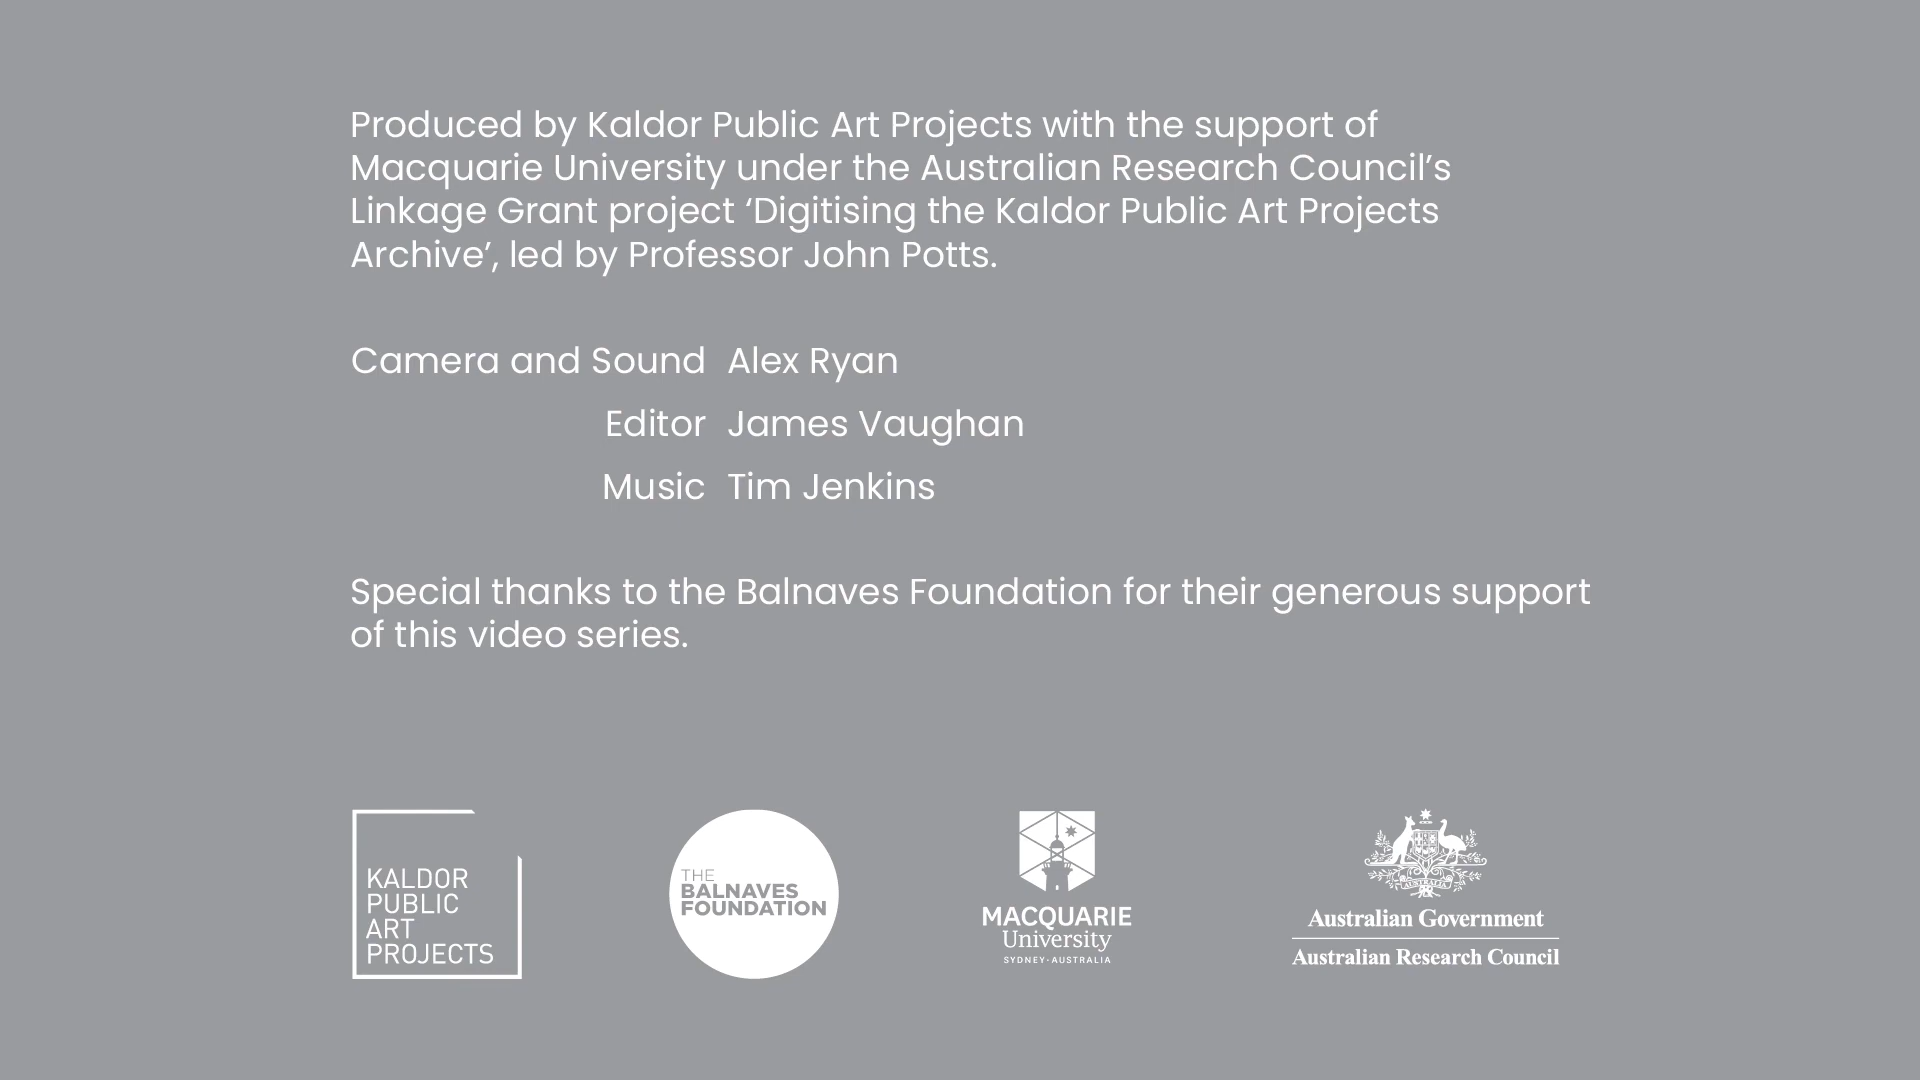 Produced by Kaldor Public Art Projects with the support of
Macquarie University under the Australian Research Council’s
Linkage Grant project ‘Digitising the Kaldor Public Art Projects
Archive’, led by Professor John Potts.
Camera and Sound Alex Ryan
Editor James Vaughan
Music Tim Jenkins
Special thanks to the Balnaves Foundation for their generous support
of this video series.
KALDOR
PUBLIC
ART
PROJECTS
THE
BALNAVES
FOUNDATION
MACQUARIE
University
SYDNEY·AUSTRALIA
AUSTRALIA
Australian Government
Australian Research Council